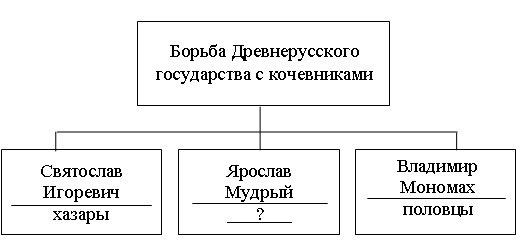 Борьба Древнерусского
государства с кочевниками
Святослав
Игоревич
хазары
Ярослав
Мудрый
?
Владимир
Мономах
половцы